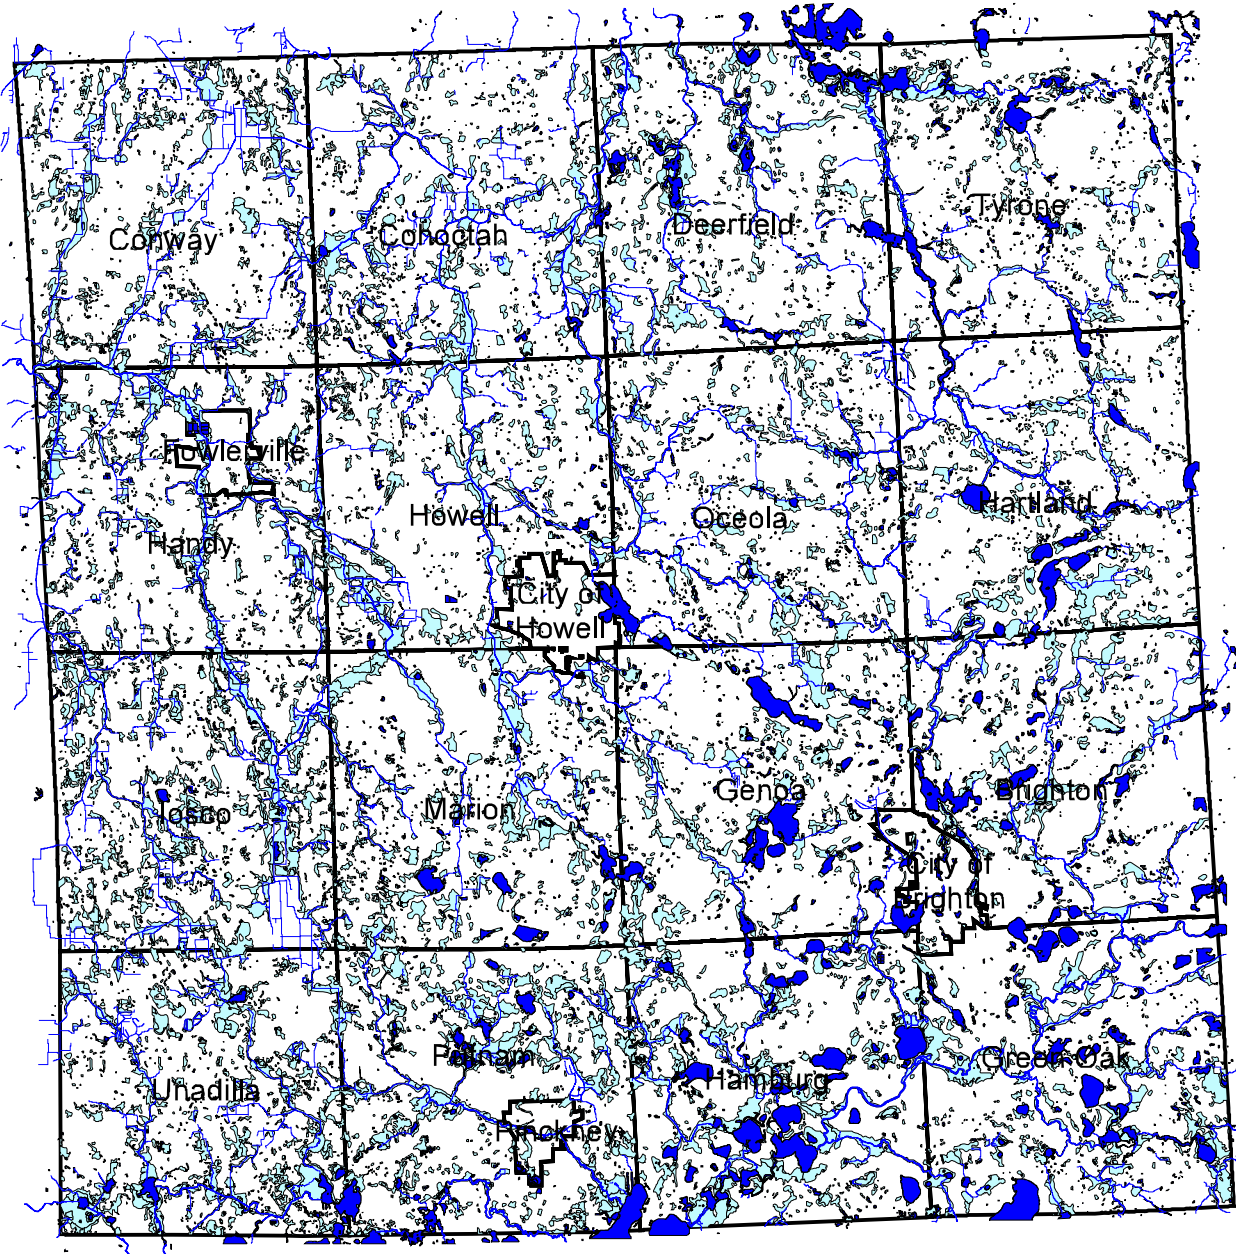 Tyrone
Deerfield
Cohoctah
Conway
Fowlerville
Hartland
Howell
Oceola
Handy
City of
Howell
Genoa
Brighton
Marion
Iosco
City of
Brighton
Putnam
Green Oak
Hamburg
Unadilla
Pinckney